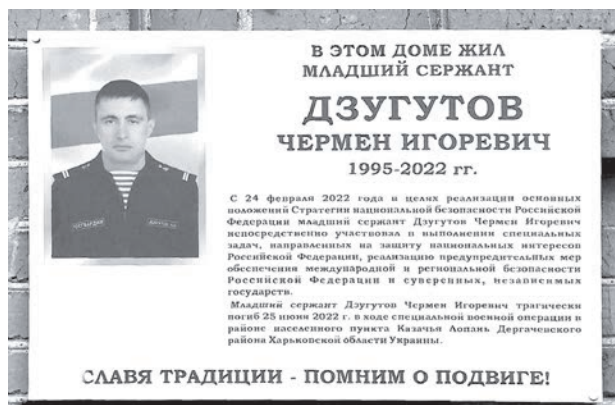 В ЭТОМ ДОМЕ ЖИЛ
МЛАДШИЙ СЕРЖАНТ
ДЗУГУТОВ
ЧЕРМЕН ИГОРЕВИЧ
1995-2022 гг.
С 24 февраля 2022 года в целях реализации основных
положений Стратегии национальной безопасности Российской
Федерации младший сержант Дзугутов Чермен Игоревич
непосредственно участвовал в выполнении специальных
задач, направленных на защиту национальных интересов
Российской Федерации, реализацию предупредительных мер
обеспечения международной и региональной безопасности
Российской Федерации и суверенных, независимых
государств.
Младший сержант Дзугутов Чермен Игоревич трагически
погиб 25 июня 2022 г. в ходе специальной военной операции в
районе населенного пункта Казачья Лопань Дергачевского
района Харьковской области Украины.
СЛАВЯ ТРАДИЦИИ - ПОМНИМ О ПОДВИГЕ!